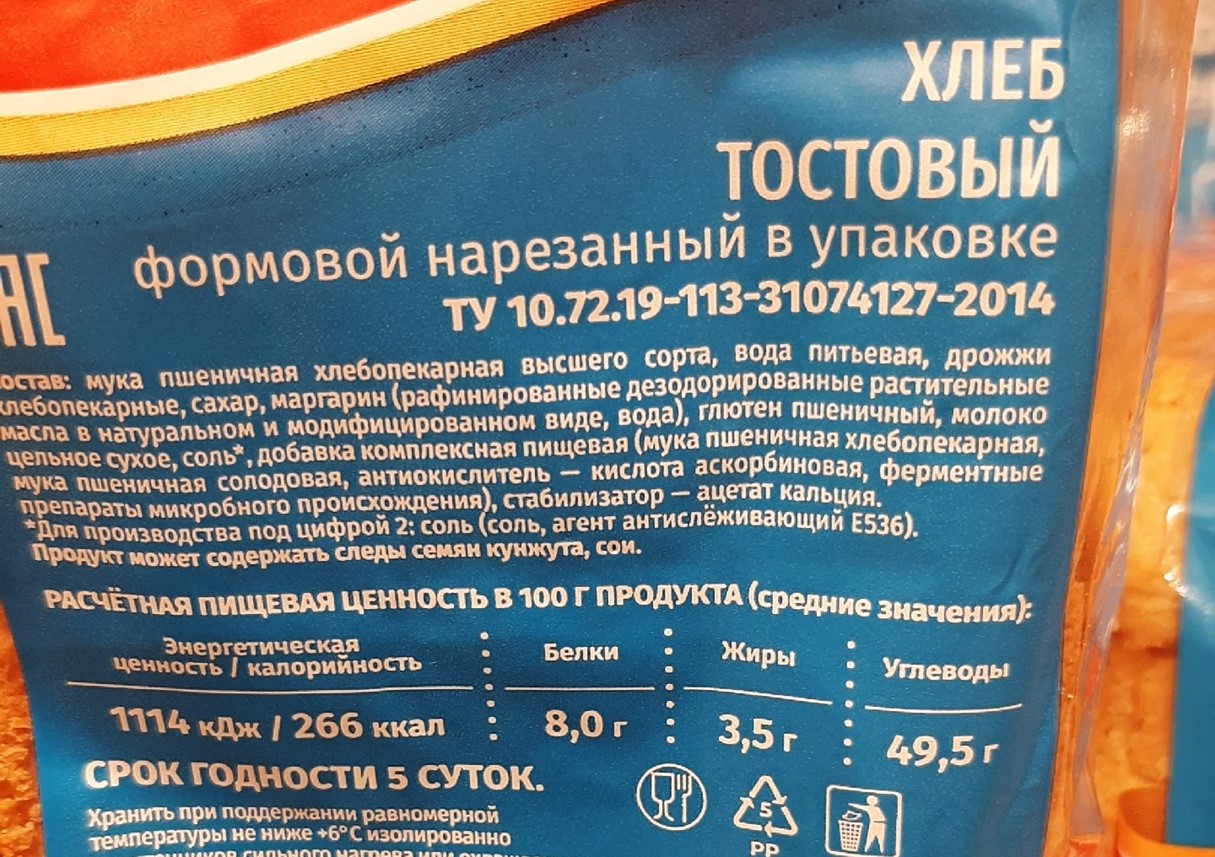 ХЛЕБ
ТОСТОВЫЙ
формовой нарезанный в упаковке
ТУ 10.72.19-113-31074127-2014
ЕАС
остав: мука пшеничная хлебопекарная высшего сорта, вода питьевая, дрожжи
хлебопекарные, сахар, маргарин (рафинированные дезодорированные растительные
масла в натуральном и модифицированном виде, вода), глютен пшеничный, молоко
цельное сухое, соль*, добавка комплексная пищевая (мука пшеничная хлебопекарная,
мука пшеничная солодовая, антиокислитель — кислота аскорбиновая, ферментные
препараты микробного происхождения), стабилизатор — ацетат кальция.
*Для производства под цифрой 2: соль (соль, агент антислёживающий Е536).
Продукт может содержать следы семян кунжута, сои.
РАСЧЁТНАЯ ПИЩЕВАЯ ЦЕННОСТЬ В 100 Г ПРОДУКТА (средние значения):
Энергетическая
ценность / калорийность
Белки
Жиры
Углеводы
1114 кДж / 266 ккал
8,0 г
3,5 г
49,5 г
СРОК ГОДНОСТИ 5 СУТОК.
Хранить при поддержании равномерной
температуры не ниже +6°С изолированно
сильного нагрева или
5
PP